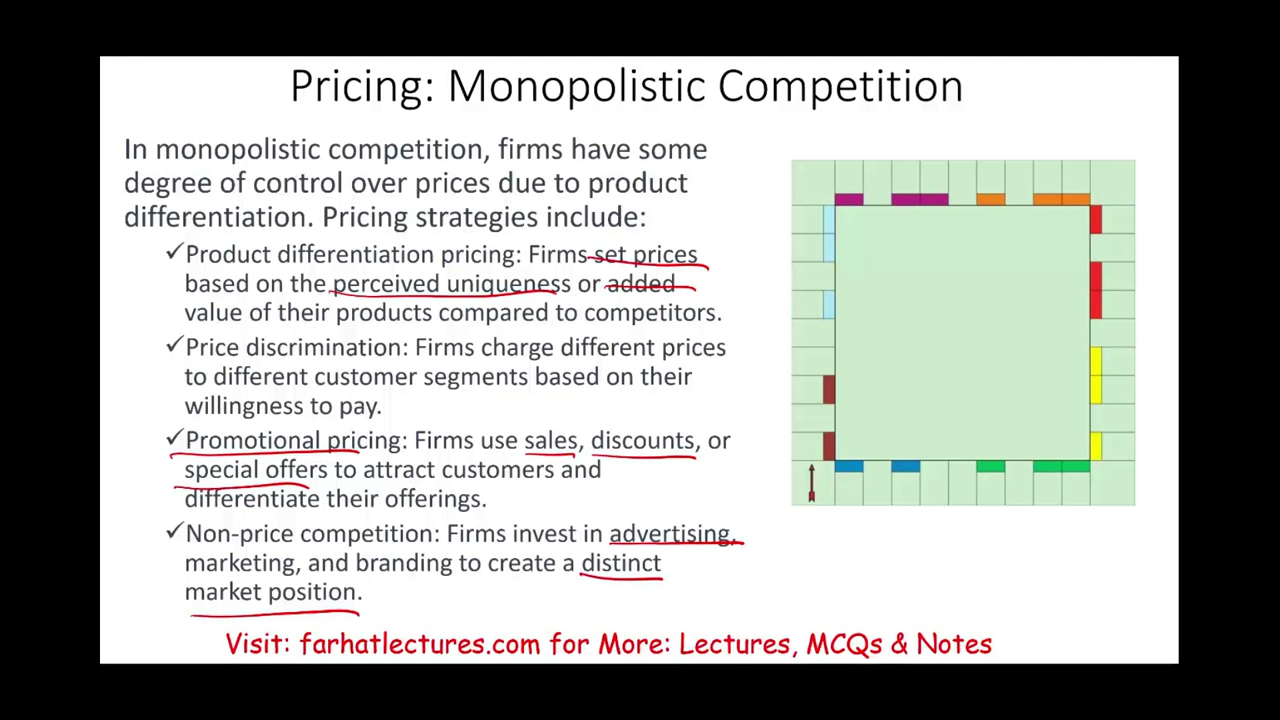 Pricing: Monopolistic Competition
In monopolistic competition, firms have some
degree of control over prices due to product
differentiation. Pricing strategies include:
✓Product differentiation pricing: Firms set prices
based on the perceived uniqueness or added
value of their products compared to competitors.
✓Price discrimination: Firms charge different prices
to different customer segments based on their
willingness to pay.
✓Promotional pricing: Firms use sales, discounts, or
special offers to attract customers and
differentiate their offerings.
✓Non-price competition: Firms invest in advertising,
marketing, and branding to create a distinct
market position.
Visit: farhatlectures.com for More: Lectures, MCQs & Notes